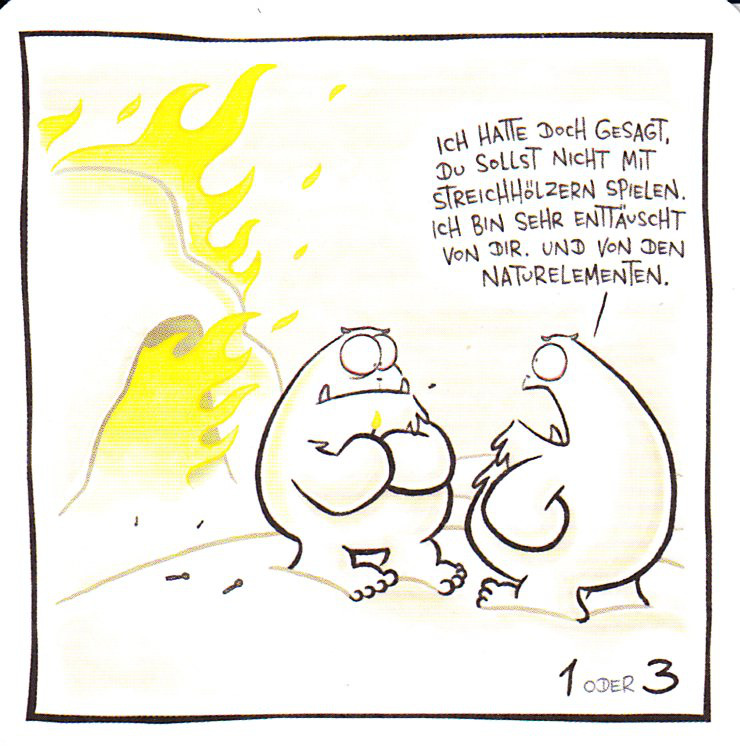 ICH HATTE DOCH GESAGT,
DU SOLLST NICHT MIT
STREICHHÖLZERN SPIELEN.
ICH BIN SEHR ENTTÄUSCHT
VON DIR. UND VON DEN
NATURELEMENTEN.
1 ODER 3